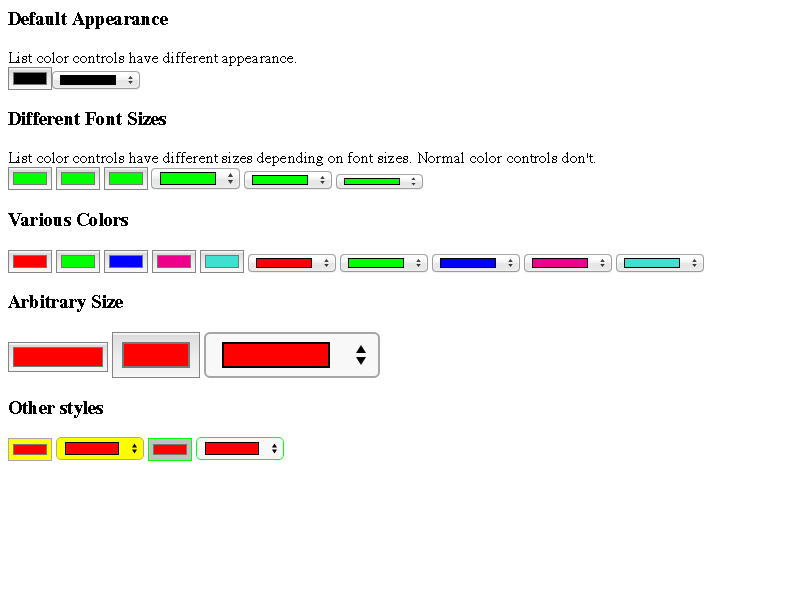 Default Appearance
List color controls have different appearance.
Different Font Sizes
List color controls have different sizes depending on font sizes. Normal color controls don't.
Various Colors
Arbitrary Size
Other styles